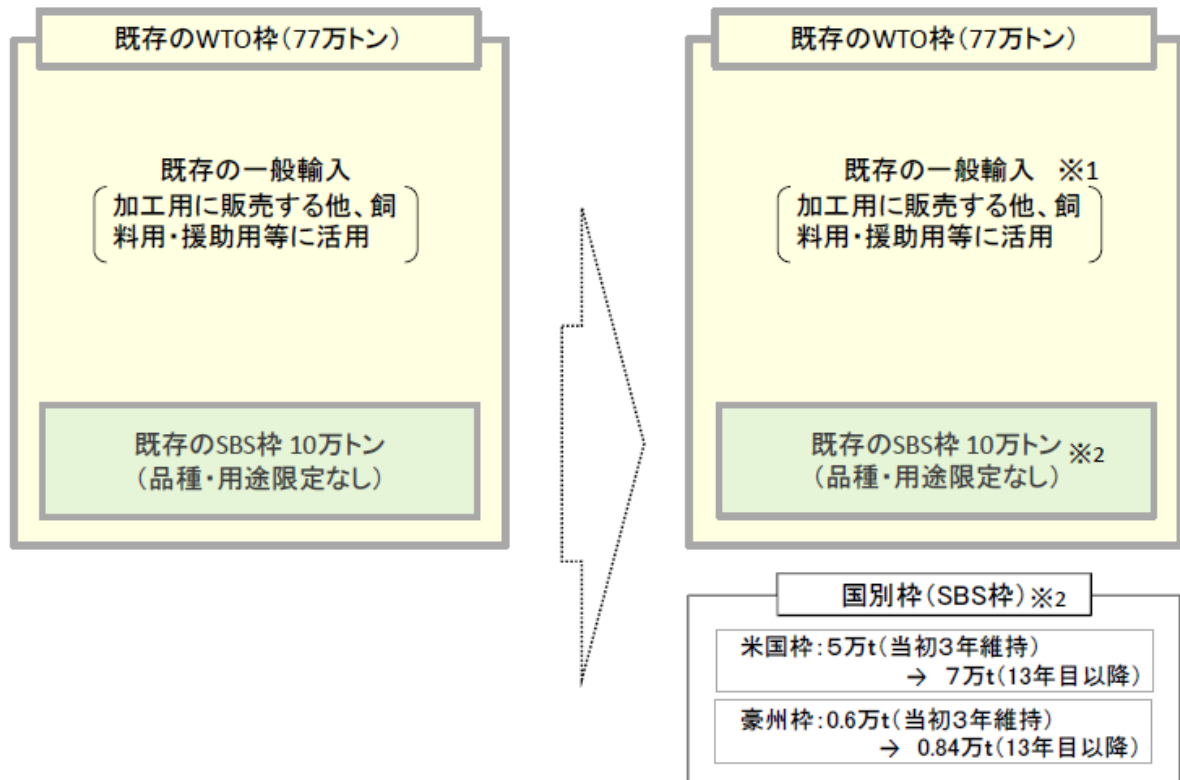 既存のWTO枠（77万トン）
既存の一般輸入
加工用に販売する他、飼
料用・援助用等に活用
既存のSBS枠 10万トン
（品種・用途限定なし）
既存のWTO枠（77万トン）
既存の一般輸入 ※1
加工用に販売する他、飼
料用・援助用等に活用
既存のSBS枠 10万トン ※2
（品種・用途限定なし）
国別枠（SBS枠）※2
米国枠：５万t（当初３年維持）
→ ７万t（13年目以降）
豪州枠：0.6万t（当初３年維持）
→ 0.84万t（13年目以降）